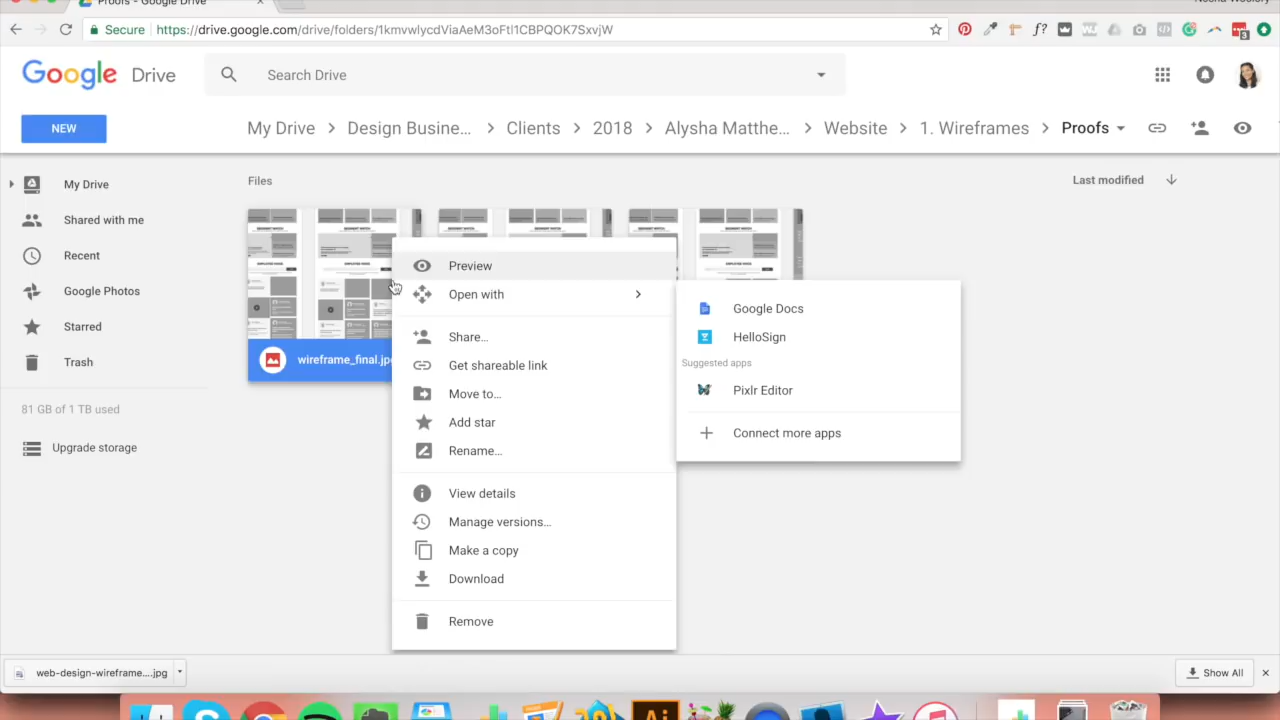 Proofs - Google Drive
Secure
https://drive.google.com/drive/folders/1kmvwlycdViaAeM3oFtl1CBPQOK7SxvjW
Google Drive
Search Drive
NEW
My Drive
Design Busine...
Clients
2018
Alysha Matthe...
Website
1. Wireframes
Proofs
My Drive
Shared with me
Recent
Google Photos
Starred
Trash
81 GB of 1 TB used
Upgrade storage
Files
Last modified
wireframe_final.jp
Preview
Open with
Share...
Get shareable link
Move to...
Add star
Rename...
View details
Manage versions...
Make a copy
Download
Remove
Google Docs
HelloSign
Suggested apps
Pixlr Editor
Connect more apps
web-design-wireframe....jpg
Show All
Ai